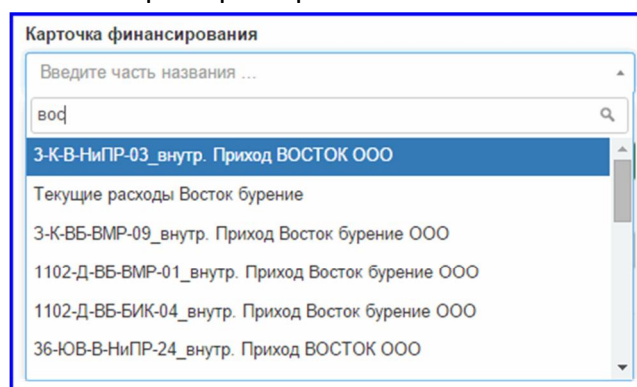 Карточка финансирования
Введите часть названия ...
вос
3-К-В-НиПР-03_внутр. Приход ВОСТОК ООО
Текущие расходы Восток бурение
3-К-ВБ-ВМР-09_внутр. Приход Восток бурение ООО
1102-Д-ВБ-ВМР-01_внутр. Приход Восток бурение ООО
1102-Д-ВБ-БИК-04_внутр. Приход Восток бурение ООО
36-ЮВ-В-НиПР-24_внутр. Приход ВОСТОК ООО